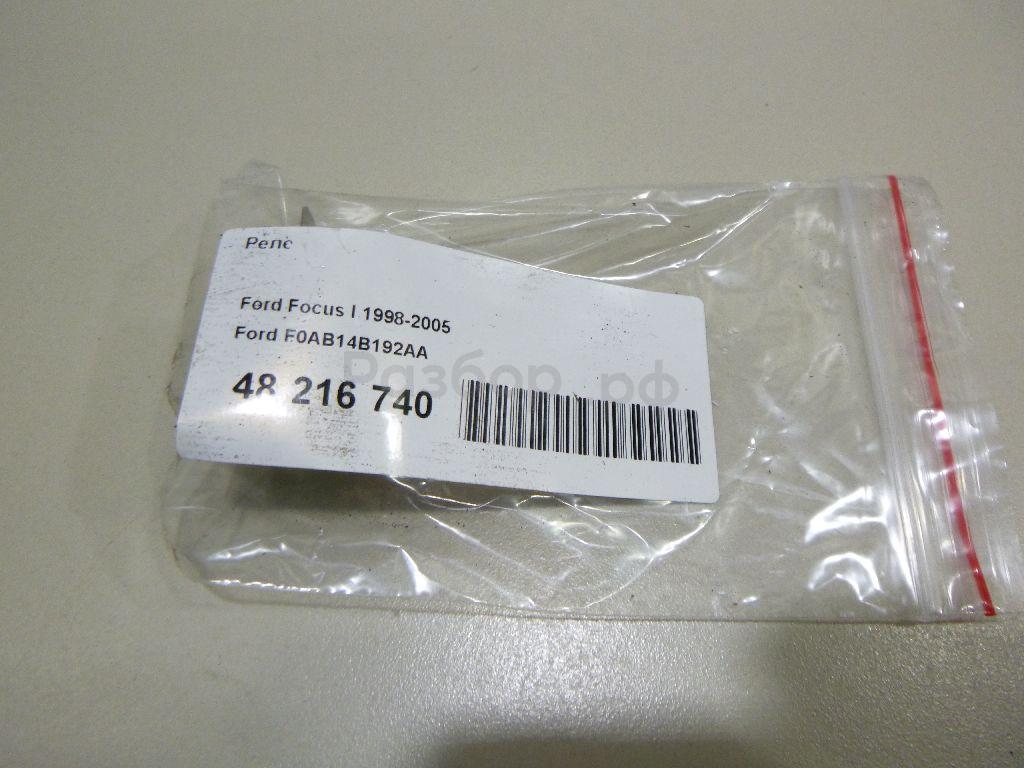 Реле
Ford Focus I 1998-2005
Ford F0AB14B192AA
48 216 740
Разбор.рф